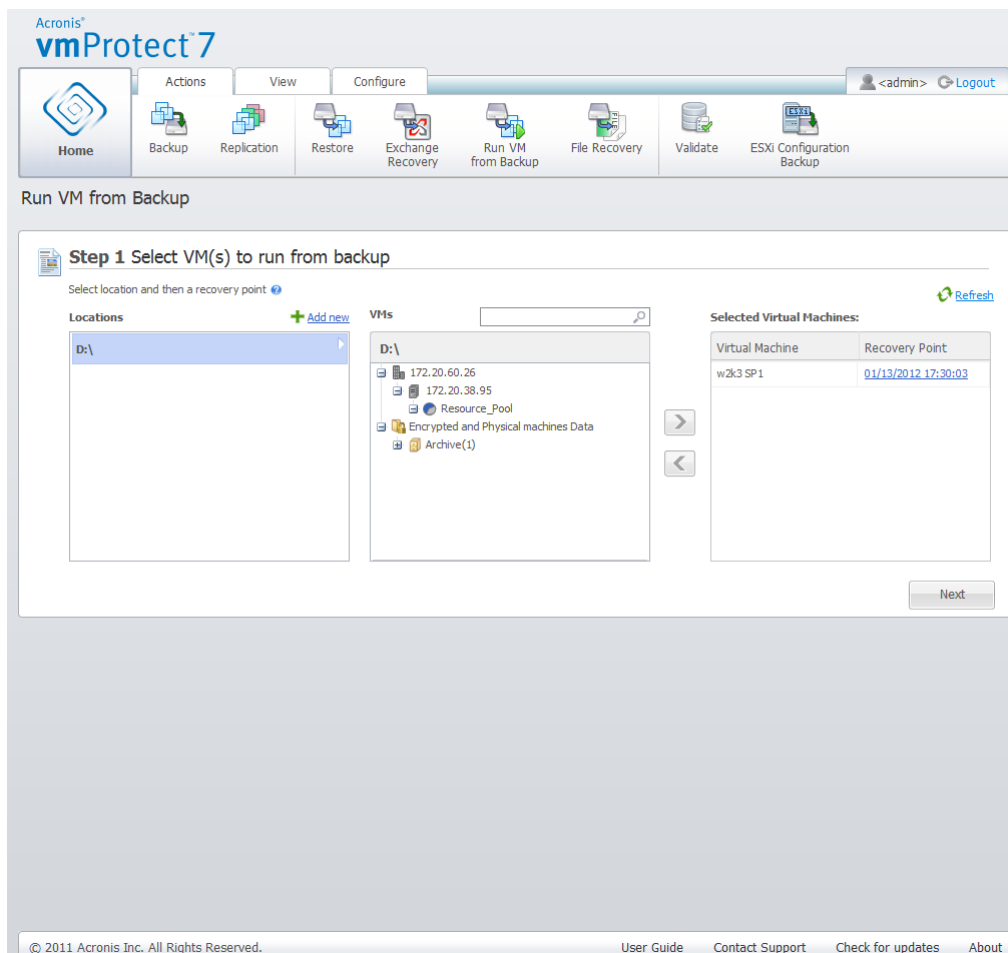 Acronis®
vmProtect™ 7
Actions View Configure
<admin> Logout
Home
Backup
Replication
Restore
Exchange Recovery
Run VM from Backup
File Recovery
Validate
ESXi Configuration Backup
Run VM from Backup
Step 1 Select VM(s) to run from backup
Select location and then a recovery point
Refresh
Locations
Add new
D:\
VMs
D:\
172.20.60.26
172.20.38.95
Resource_Pool
Encrypted and Physical machines Data
Archive(1)
Selected Virtual Machines:
Virtual Machine Recovery Point
w2k3 SP1 01/13/2012 17:30:03
Next
© 2011 Acronis Inc. All Rights Reserved.
User Guide Contact Support Check for updates About